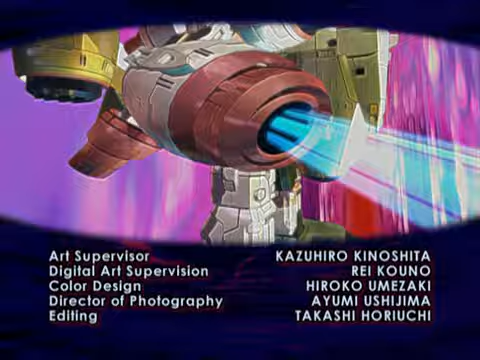 Art Supervisor KAZUHIRO KINOSHITA
Digital Art Supervision REI KOUNO
Color Design HIROKO UMEZAKI
Director of Photography AYUMI USHIJIMA
Editing TAKASHI HORIUCHI